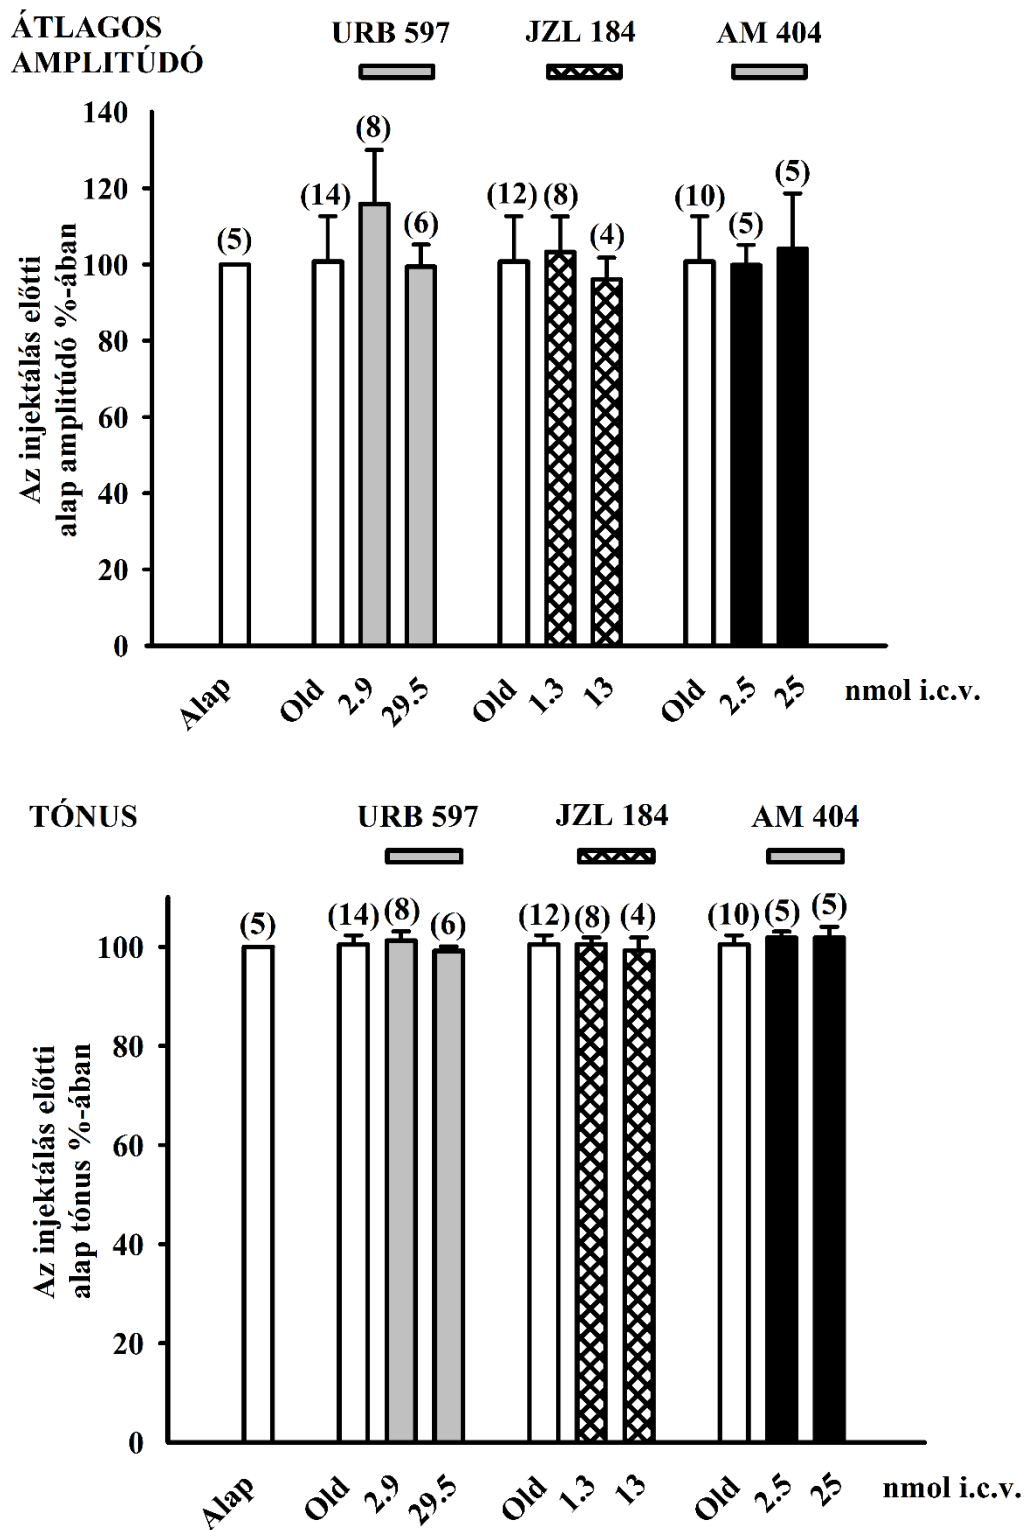 ÁTLAGOS
AMPLITÚDÓ
URB 597
JZL 184
AM 404
140
120
100
80
60
40
20
0
Az injektálás előtti
alap amplitúdó %-ában
(5)
(14)
(8)
(6)
(12)
(8)
(4)
(10)
(5)
(5)
Alap
Old
2.9
29.5
Old
1.3
13
Old
2.5
25
nmol i.c.v.
TÓNUS
URB 597
JZL 184
AM 404
100
80
60
40
20
0
Az injektálás előtti
alap tónus %-ában
(5)
(14)
(8)
(6)
(12)
(8)
(4)
(10)
(5)
(5)
Alap
Old
2.9
29.5
Old
1.3
13
Old
2.5
25
nmol i.c.v.